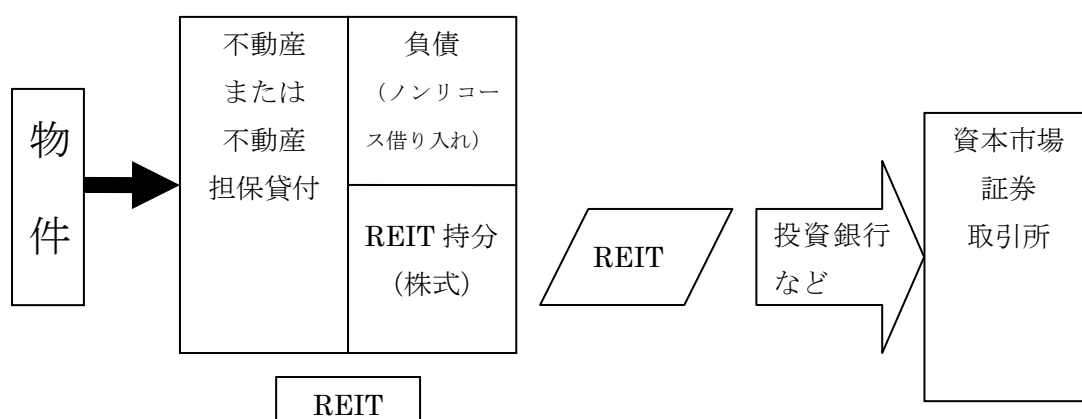 物
件
不動産
または
不動産
担保貸付
負債
（ノンリコー
ス借り入れ）
REIT 持分
（株式）
REIT
REIT
投資銀行
など
資本市場
証券
取引所